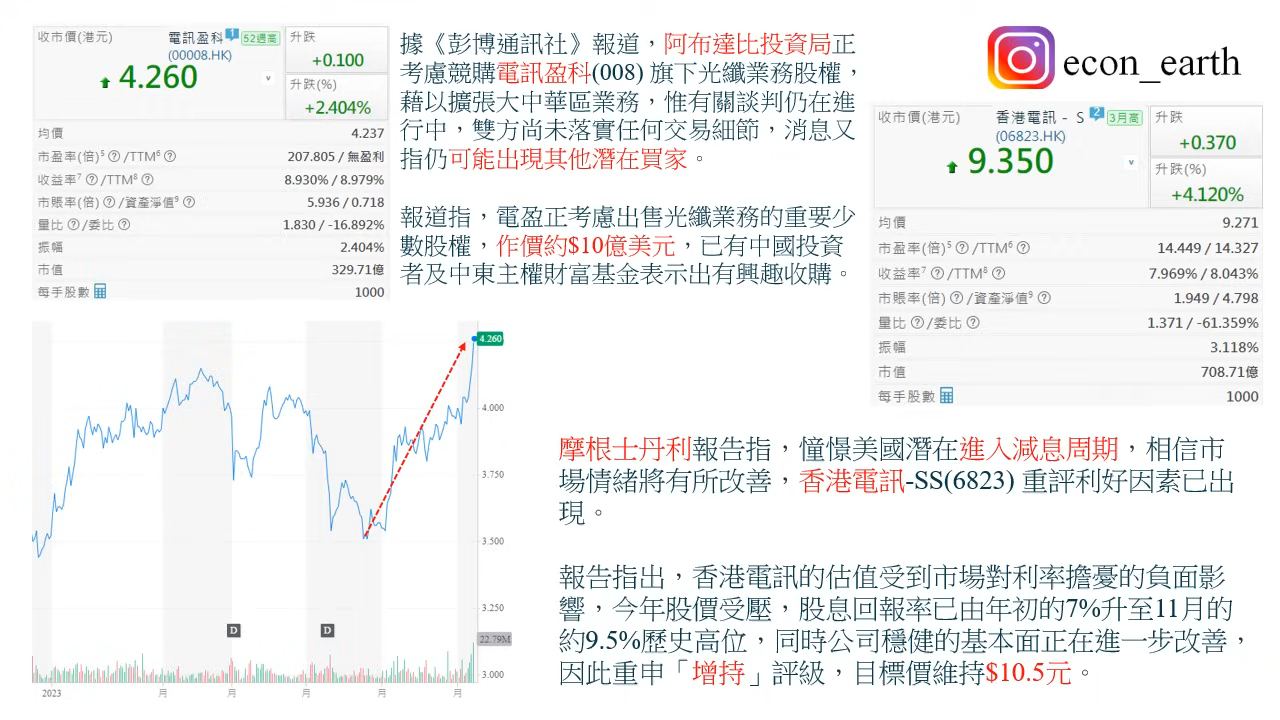 收市價(港元)
電訊盈科
1
52週高
(00008.HK)
4.260
升跌
+0.100
升跌(%)
+2.404%
均價 4.237
市盈率(倍)5 /TTM6 207.805 / 無盈利
收益率7 /TTM8 8.930% / 8.979%
市賬率(倍) /資產淨值9 5.936 / 0.718
量比 /委比 1.830 / -16.892%
振幅 2.404%
市值 329.71億
每手股數 1000
據《彭博通訊社》報道，阿布達比投資局正
考慮競購電訊盈科(008) 旗下光纖業務股權，
藉以擴張大中華區業務，惟有關談判仍在進
行中，雙方尚未落實任何交易細節，消息又
指仍可能出現其他潛在買家。
報道指，電盈正考慮出售光纖業務的重要少
數股權，作價約$10億美元，已有中國投資
者及中東主權財富基金表示出有興趣收購。
econ_earth
收市價(港元)
香港電訊 - S
2
3月高
(06823.HK)
9.350
升跌
+0.370
升跌(%)
+4.120%
均價 9.271
市盈率(倍)5 /TTM6 14.449 / 14.327
收益率7 /TTM8 7.969% / 8.043%
市賬率(倍) /資產淨值9 1.949 / 4.798
量比 /委比 1.371 / -61.359%
振幅 3.118%
市值 708.71億
每手股數 1000
4.260
4.000
3.750
3.500
3.250
22.79M
3.000
D
D
2023
月
月
月
月
月
摩根士丹利報告指，憧憬美國潛在進入減息周期，相信市
場情緒將有所改善，香港電訊-SS(6823) 重評利好因素已出
現。
報告指出，香港電訊的估值受到市場對利率擔憂的負面影
響，今年股價受壓，股息回報率已由年初的7%升至11月的
約9.5%歷史高位，同時公司穩健的基本面正在進一步改善，
因此重申「增持」評級，目標價維持$10.5元。